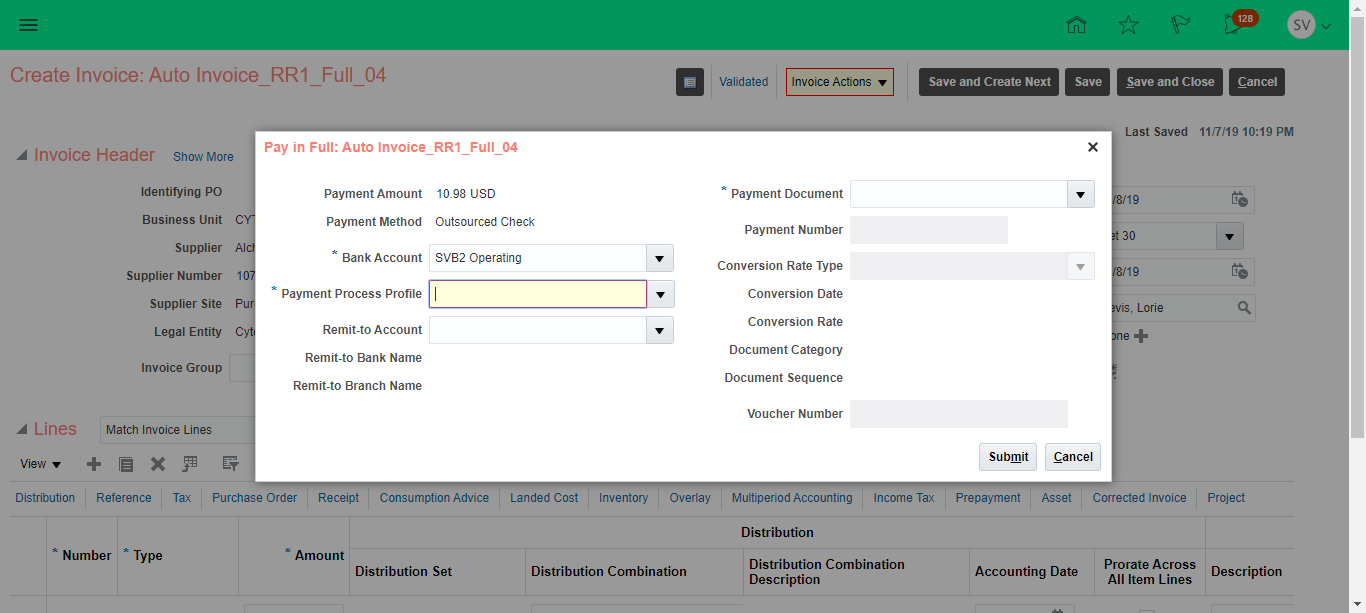 128
SV
Create Invoice: Auto Invoice_RR1_Full_04
Validated
Invoice Actions
Save and Create Next
Save
Save and Close
Cancel
Last Saved 11/7/19 10:19 PM
Invoice Header
Show More
Identifying PO
Business Unit CYT
Supplier Alch
Supplier Number 107
Supplier Site Pur
Legal Entity Cyt
Invoice Group
Pay in Full: Auto Invoice_RR1_Full_04
Payment Amount 10.98 USD
Payment Method Outsourced Check
* Bank Account SVB2 Operating
* Payment Process Profile
Remit-to Account
Remit-to Bank Name
Remit-to Branch Name
* Payment Document
Payment Number
Conversion Rate Type
Conversion Date
Conversion Rate
Document Category
Document Sequence
Voucher Number
Submit
Cancel
/8/19
et 30
/8/19
evis, Lorie
one
Lines
Match Invoice Lines
View
Distribution
Reference
Tax
Purchase Order
Receipt
Consumption Advice
Landed Cost
Inventory
Overlay
Multiperiod Accounting
Income Tax
Prepayment
Asset
Corrected Invoice
Project
* Number
* Type
* Amount
Distribution
Distribution Set
Distribution Combination
Distribution Combination
Description
Accounting Date
Prorate Across
All Item Lines
Description